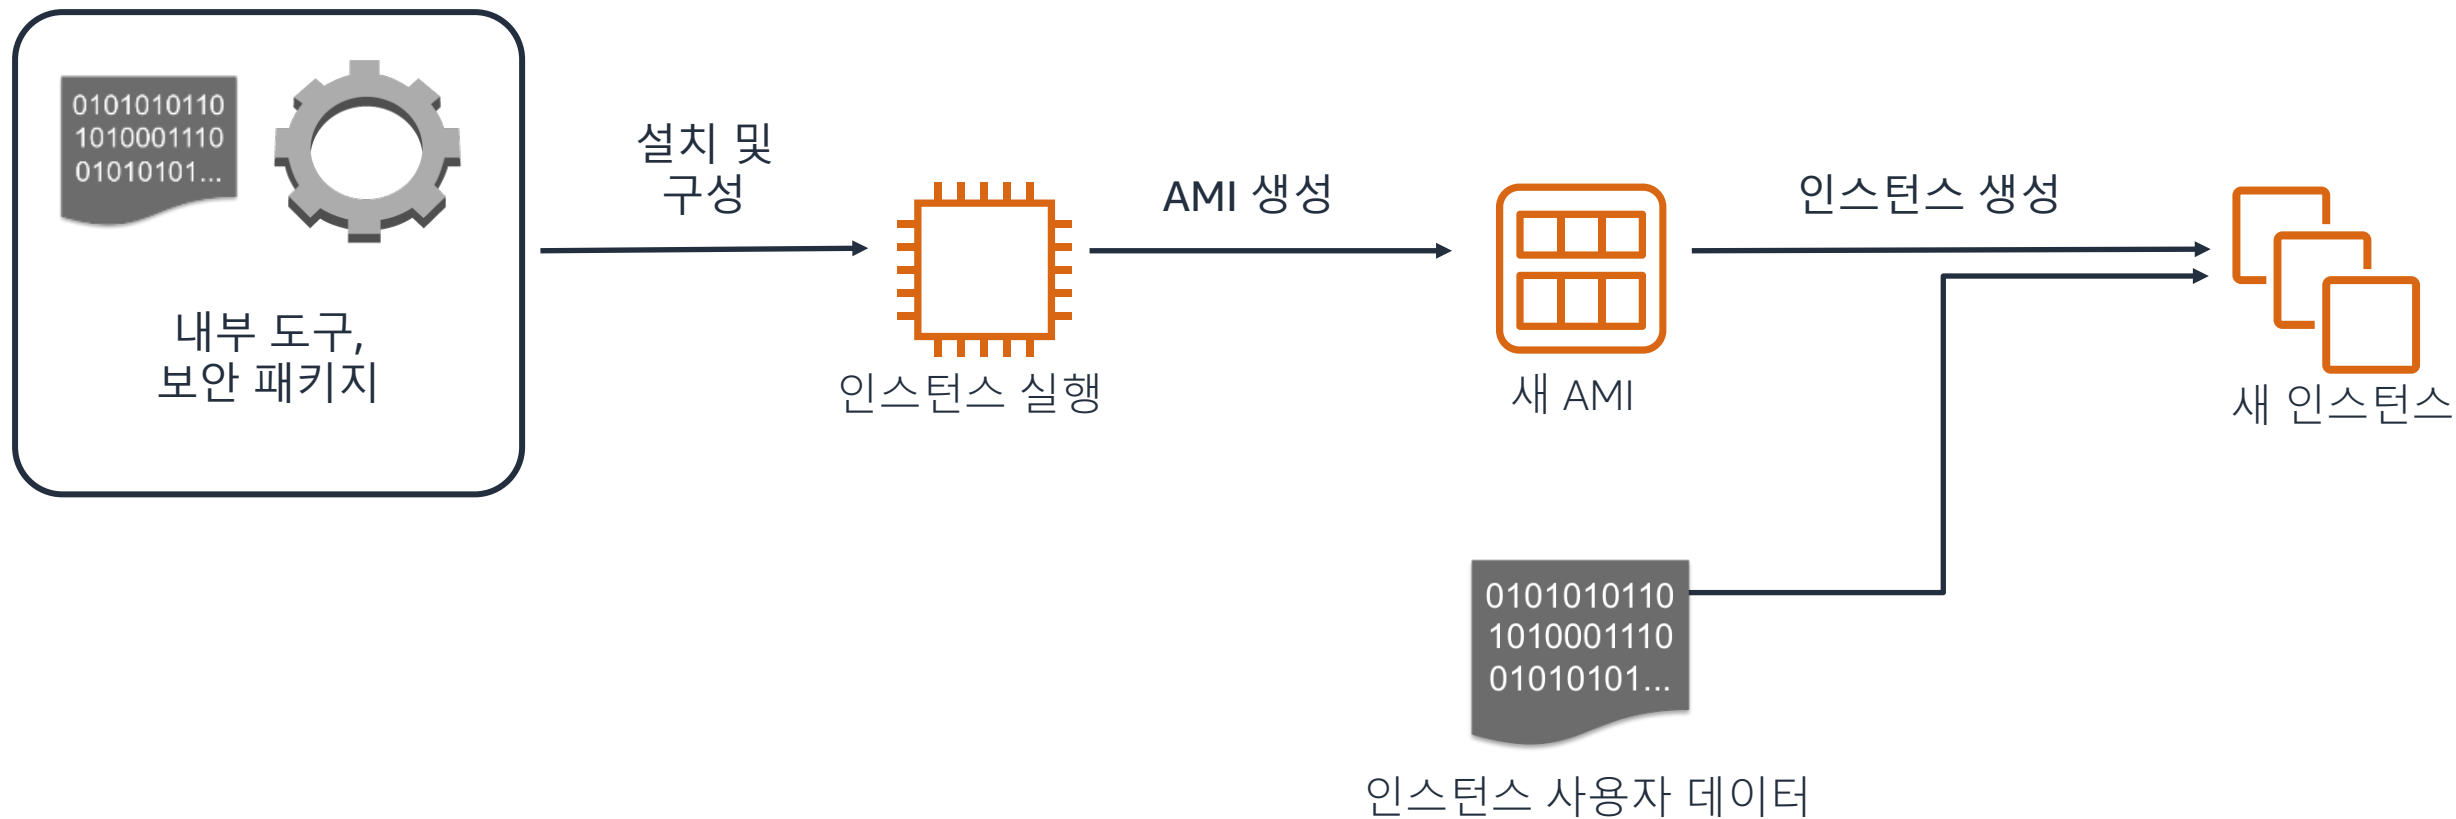 0101010110
1010001110
01010101...
내부 도구,
보안 패키지
설치 및
구성
인스턴스 실행
AMI 생성
새 AMI
인스턴스 생성
새 인스턴스
0101010110
1010001110
01010101...
인스턴스 사용자 데이터